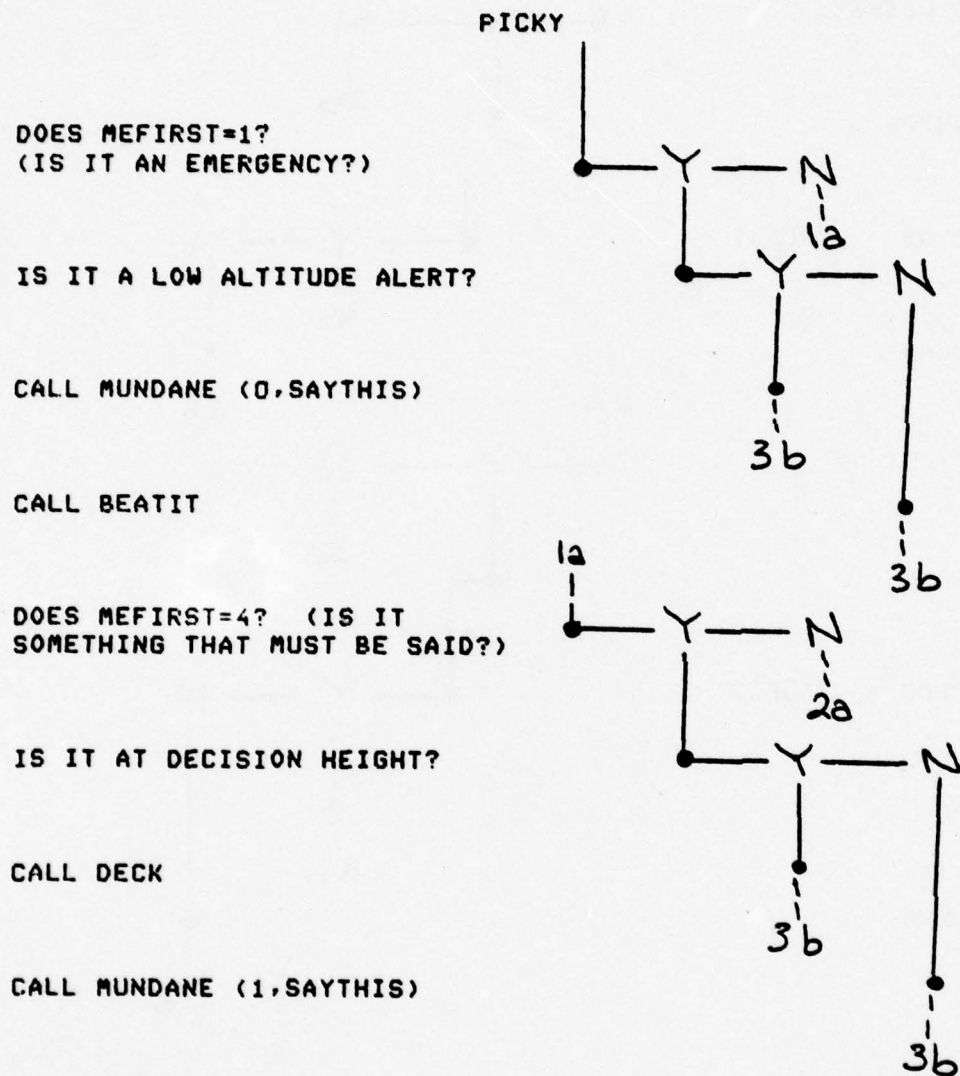 PICKY
DOES MEFIRST=1?
(IS IT AN EMERGENCY?)
Y N
1a
IS IT A LOW ALTITUDE ALERT?
Y N
CALL MUNDANE (0,SAYTHIS)
3b
CALL BEATIT
3b
1a
DOES MEFIRST=4? (IS IT
SOMETHING THAT MUST BE SAID?)
Y N
2a
IS IT AT DECISION HEIGHT?
Y N
CALL DECK
3b
CALL MUNDANE (1,SAYTHIS)
3b